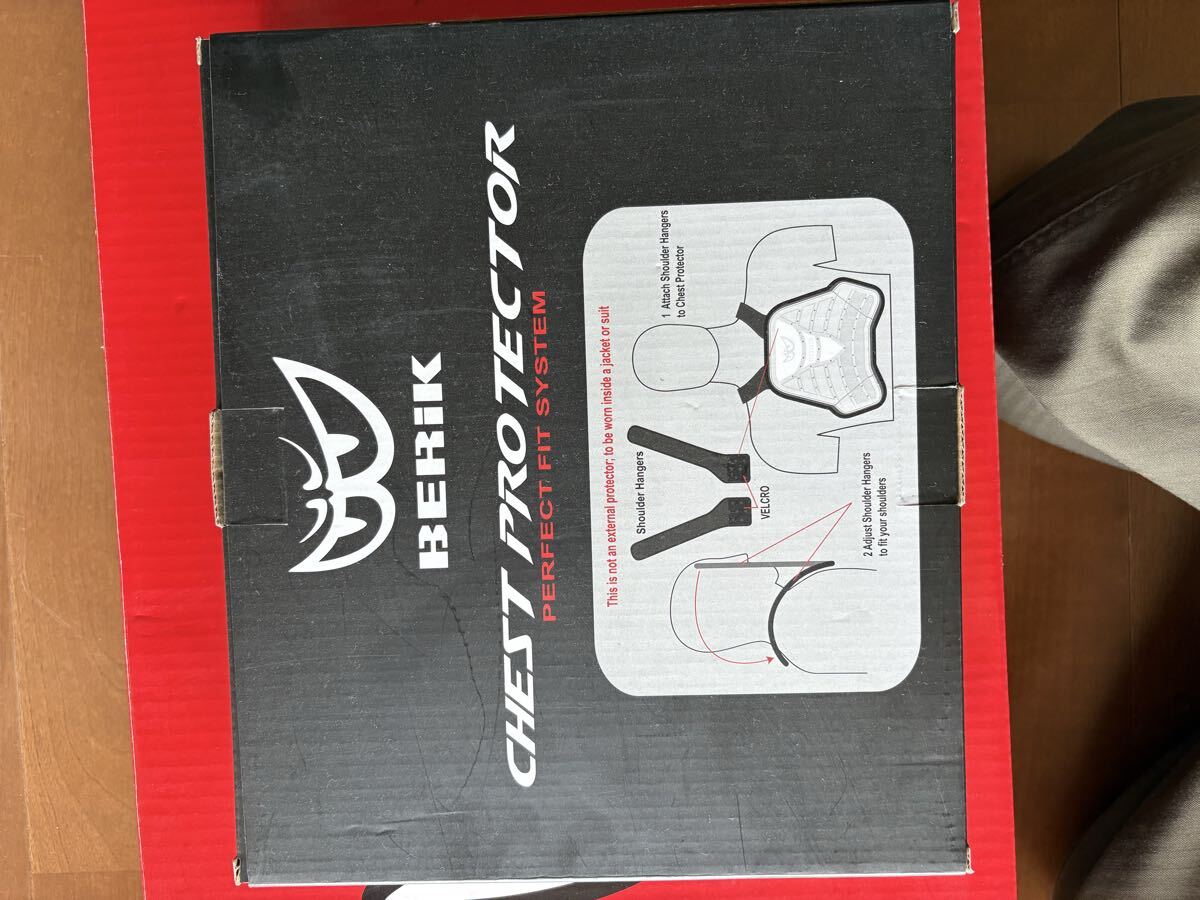 BERiK
CHEST PROTECTOR
PERFECT FIT SYSTEM
This is not an external protector; to be worn inside a jacket or suit
Shoulder Hangers
1 Attach Shoulder Hangers
to Chest Protector
VELCRO
2 Adjust Shoulder Hangers
to fit your shoulders